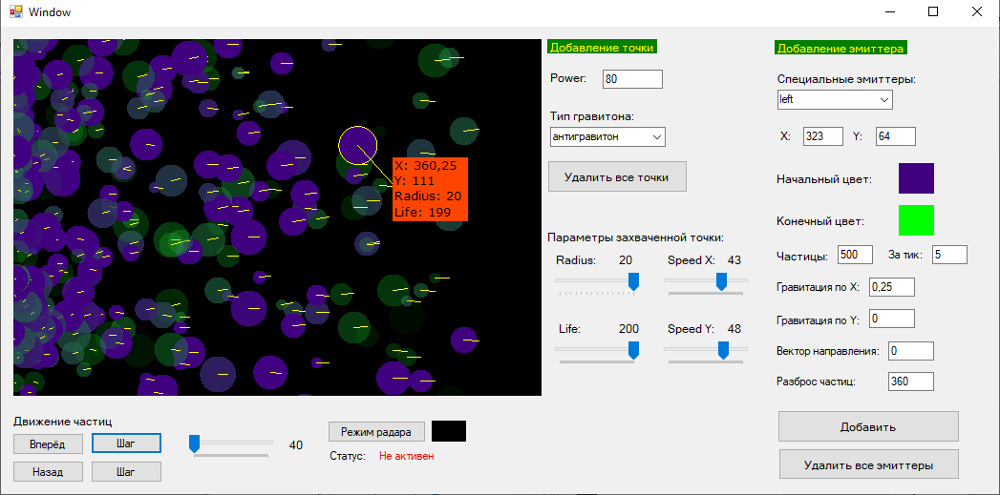 Window
X: 360,25
Y: 111
Radius: 20
Life: 199
Добавление точки
Power: 80
Тип гравитона:
антигравитон
Удалить все точки
Параметры захваченной точки:
Radius: 20 Speed X: 43
Life: 200 Speed Y: 48
Добавление эмиттера
Специальные эмиттеры:
left
X: 323 Y: 64
Начальный цвет:
Конечный цвет:
Частицы: 500 За тик: 5
Гравитация по X: 0,25
Гравитация по Y: 0
Вектор направления: 0
Разброс частиц: 360
Добавить
Удалить все эмиттеры
Движение частиц
Вперёд Шаг
Назад Шаг
40
Режим радара
Статус: Не активен